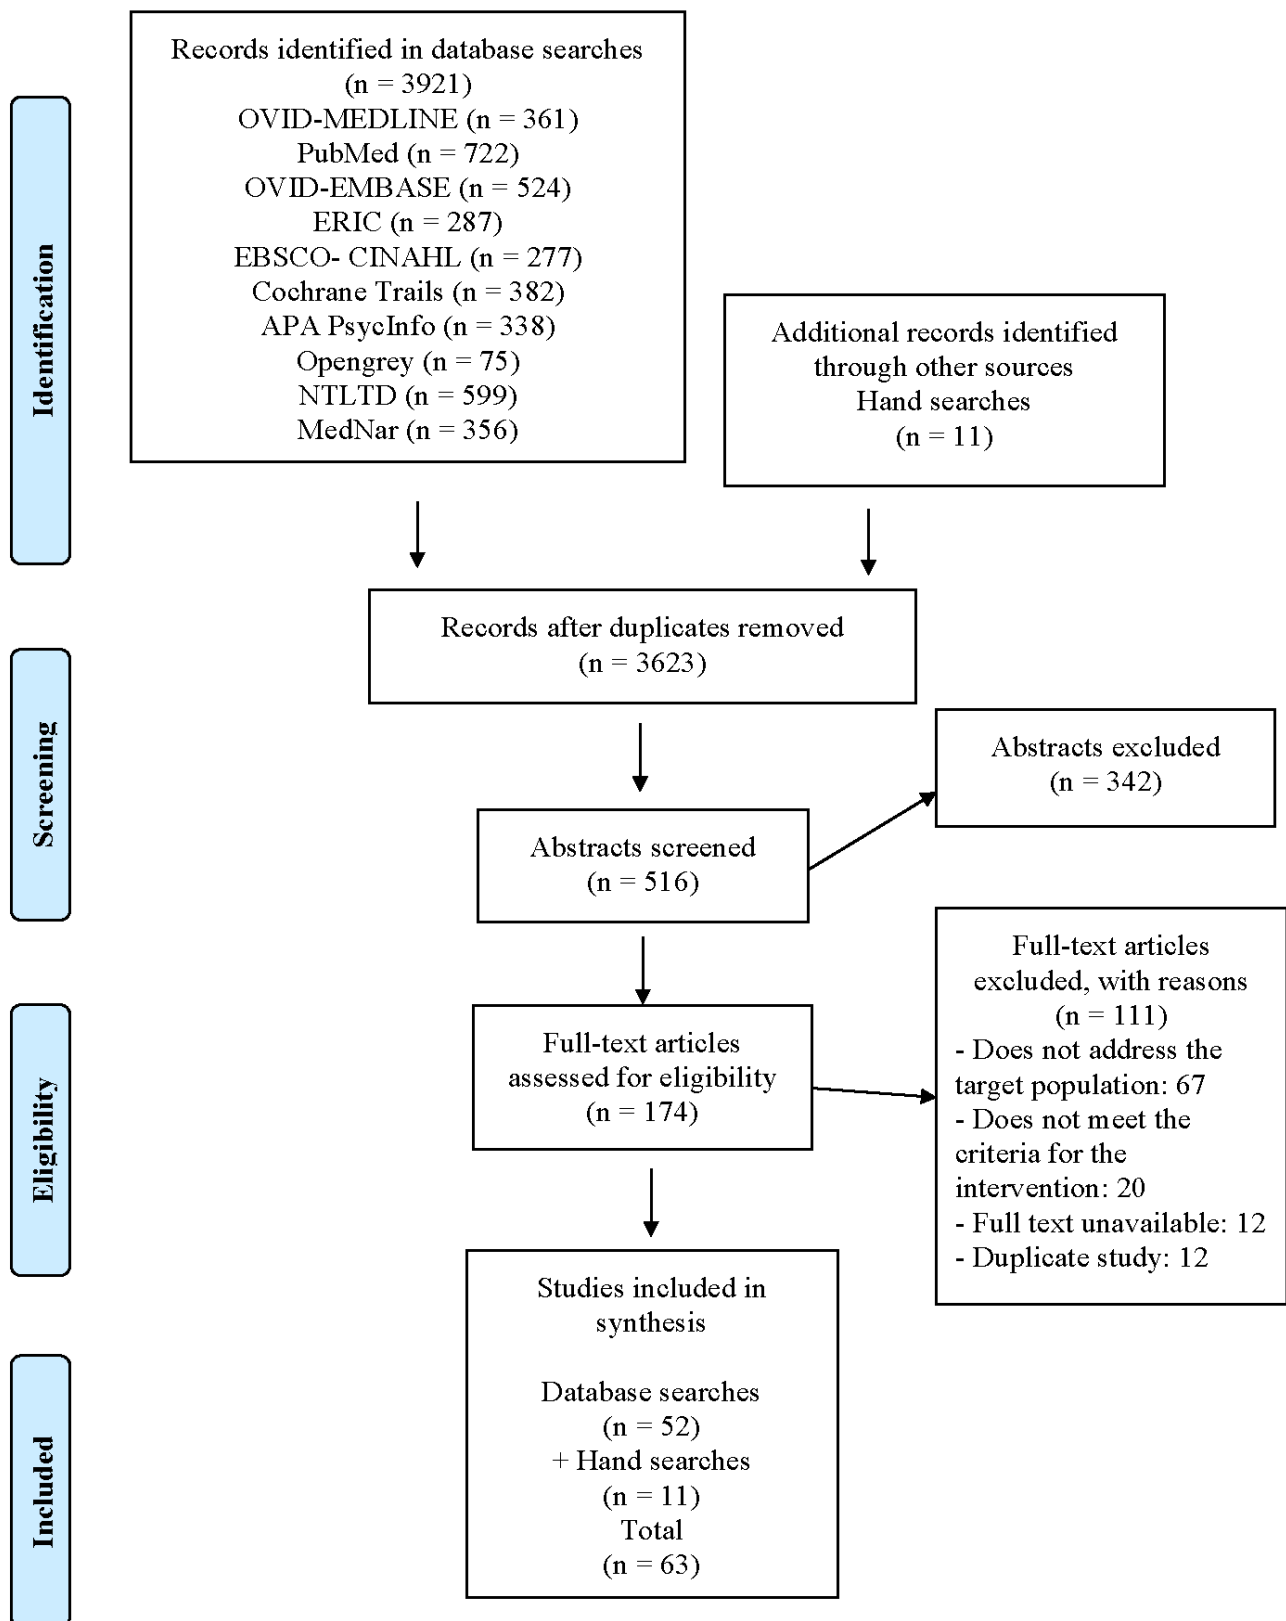 Identification
Records identified in database searches
(n = 3921)
OVID-MEDLINE (n = 361)
PubMed (n = 722)
OVID-EMBASE (n = 524)
ERIC (n = 287)
EBSCO- CINAHL (n = 277)
Cochrane Trails (n = 382)
APA PsycInfo (n = 338)
Opengrey (n = 75)
NTLTD (n = 599)
MedNar (n = 356)
Additional records identified
through other sources
Hand searches
(n = 11)
Records after duplicates removed
(n = 3623)
Screening
Abstracts screened
(n = 516)
Abstracts excluded
(n = 342)
Eligibility
Full-text articles
assessed for eligibility
(n = 174)
Full-text articles
excluded, with reasons
(n = 111)
- Does not address the
target population: 67
- Does not meet the
criteria for the
intervention: 20
- Full text unavailable: 12
- Duplicate study: 12
Included
Studies included in
synthesis
Database searches
(n = 52)
+ Hand searches
(n = 11)
Total
(n = 63)